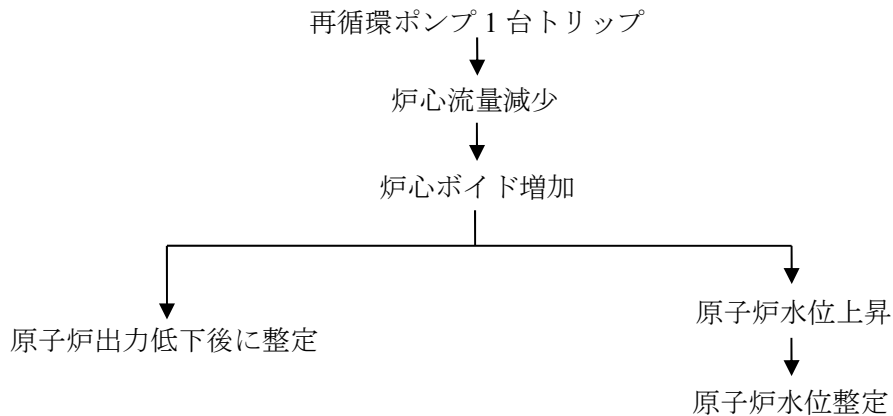 再循環ポンプ 1 台トリップ
炉心流量減少
炉心ボイド増加
原子炉出力低下後に整定
原子炉水位上昇
原子炉水位整定